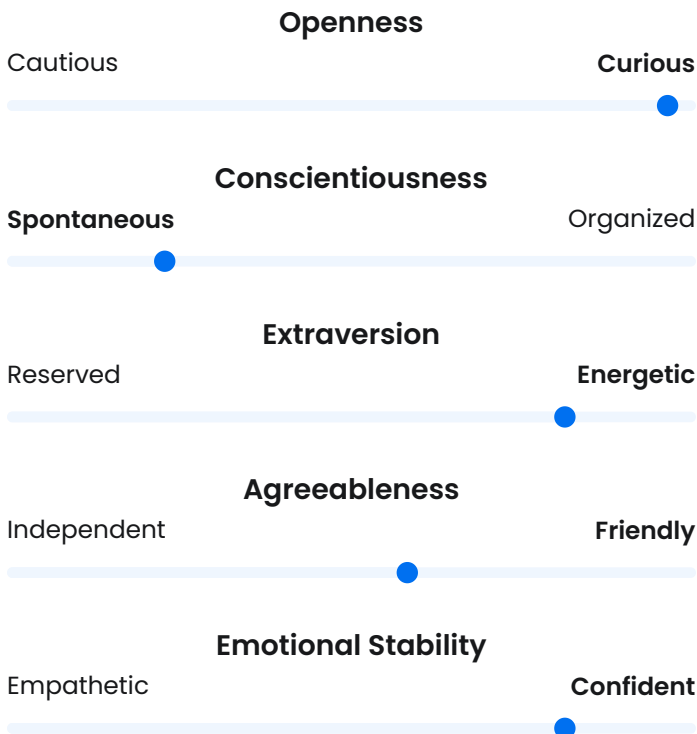 Openness
Cautious Curious
Conscientiousness
Spontaneous Organized
Extraversion
Reserved Energetic
Agreeableness
Independent Friendly
Emotional Stability
Empathetic Confident